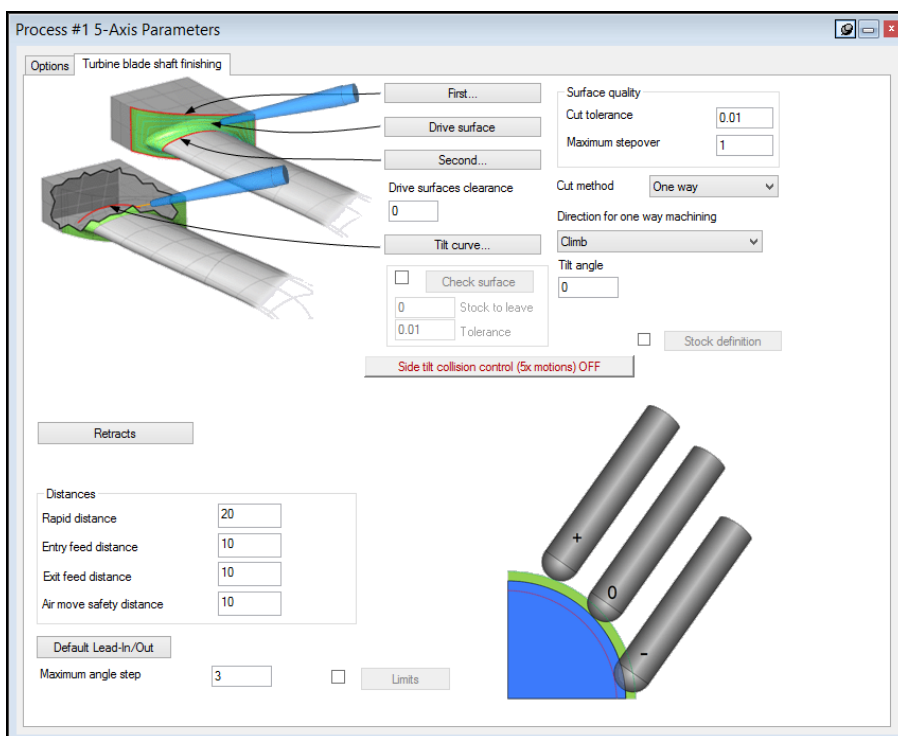 Process #1 5-Axis Parameters
Options
Turbine blade shaft finishing
First...
Drive surface
Second...
Drive surfaces clearance
0
Tilt curve...
Check surface
0
Stock to leave
0.01
Tolerance
Surface quality
Cut tolerance
0.01
Maximum stepover
1
Cut method
One way
Direction for one way machining
Climb
Tilt angle
0
Stock definition
Side tilt collision control (5x motions) OFF
Retracts
Distances
Rapid distance
20
Entry feed distance
10
Exit feed distance
10
Air move safety distance
10
Default Lead-In/Out
Maximum angle step
3
Limits
+
0
-